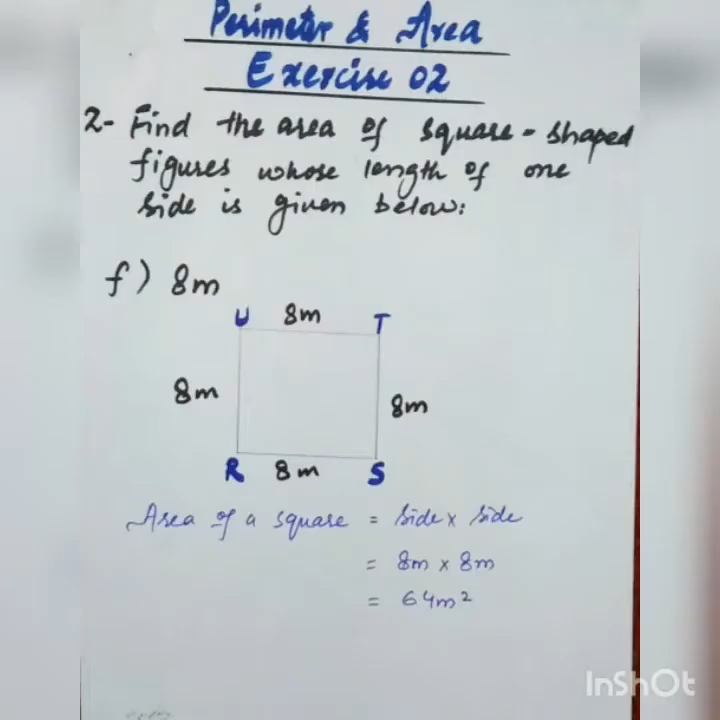 Perimeter & Area
Exercise 02
2- Find the area of square-shaped
figures whose length of one
side is given below:
f) 8m
U 8m T
8m
8m
R 8m S
Area of a square = side × side
= 8m × 8m
= 64m²
InShOt